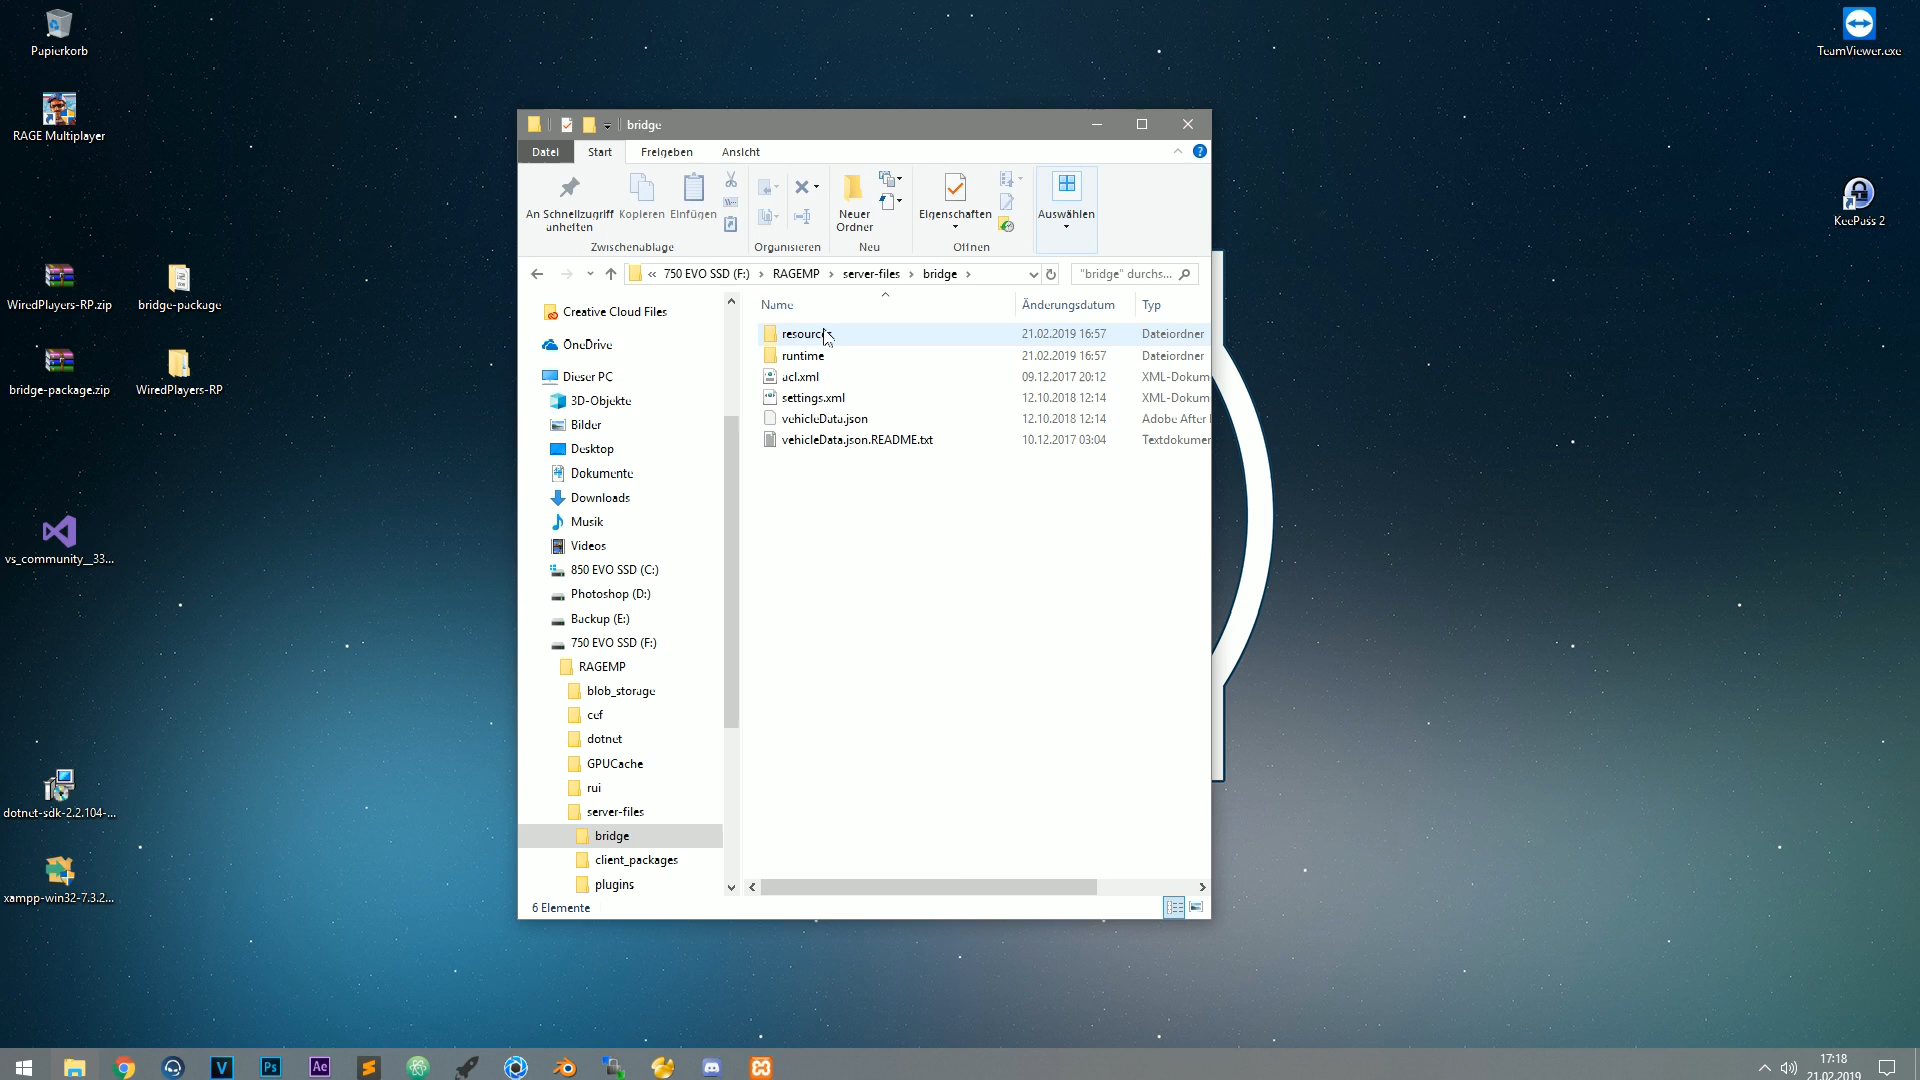 Papierkorb
TeamViewer.exe
RAGE Multiplayer
KeePass 2
WiredPlayers-RP.zip
bridge-package
bridge-package.zip
WiredPlayers-RP
vs_community__33...
dotnet-sdk-2.2.104-...
xampp-win32-7.3.2...
bridge
Datei Start Freigeben Ansicht
An Schnellzugriff anheften
Kopieren
Einfügen
Neuer Ordner
Eigenschaften
Auswählen
Zwischenablage Organisieren Neu Öffnen
« 750 EVO SSD (F:) › RAGEMP › server-files › bridge ›
"bridge" durchs...
Creative Cloud Files
OneDrive
Dieser PC
3D-Objekte
Bilder
Desktop
Dokumente
Downloads
Musik
Videos
850 EVO SSD (C:)
Photoshop (D:)
Backup (E:)
750 EVO SSD (F:)
RAGEMP
blob_storage
cef
dotnet
GPUCache
rui
server-files
bridge
client_packages
plugins
Name Änderungsdatum Typ
21.02.2019 16:57 Dateiordner
runtime 21.02.2019 16:57 Dateiordner
acl.xml 09.12.2017 20:12 XML-Dokum
settings.xml 12.10.2018 12:14 XML-Dokum
vehicleData.json 12.10.2018 12:14 Adobe After
vehicleData.json.README.txt 10.12.2017 03:04 Textdokumen
6 Elemente
V Ps Ae
17:18
21.02.2019